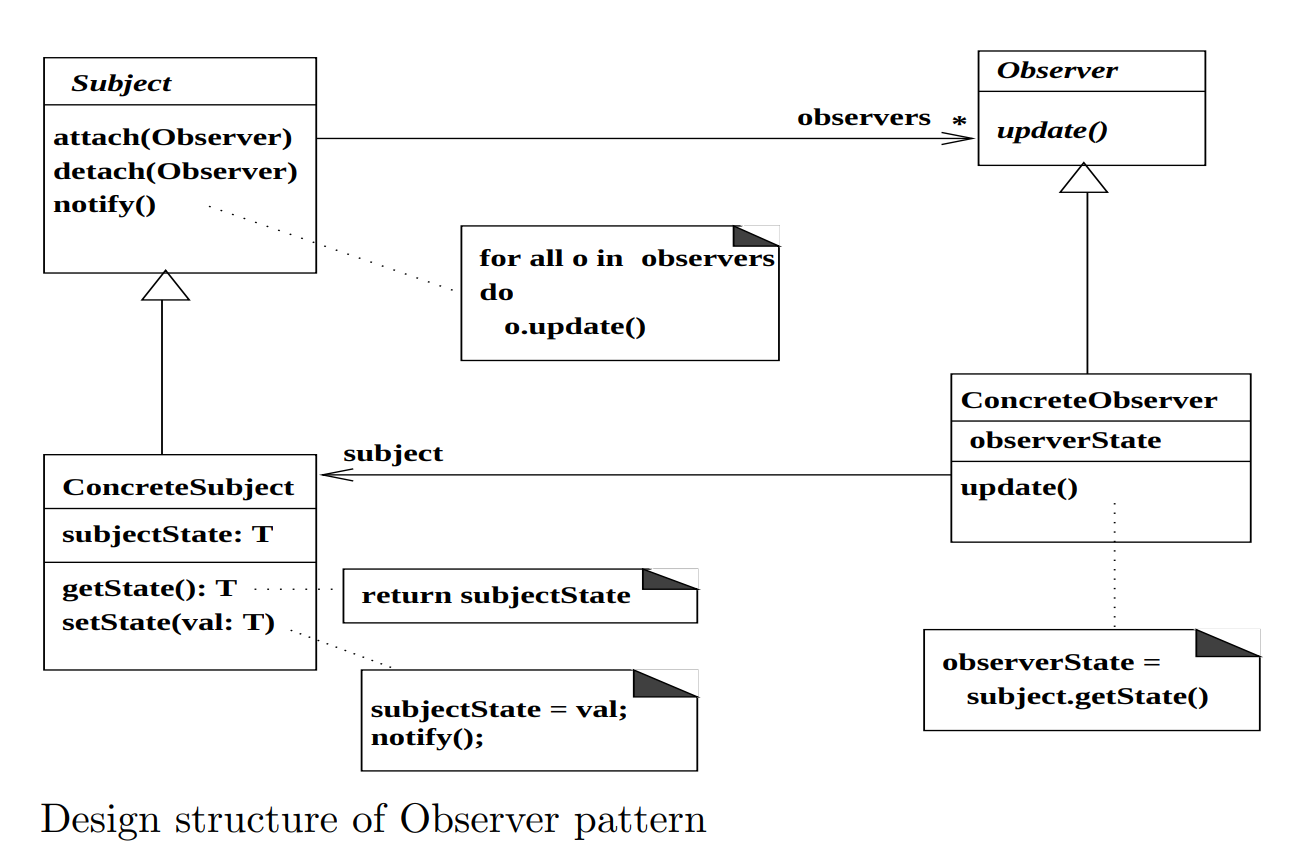 Subject
attach(Observer)
detach(Observer)
notify()
observers *
Observer
update()
for all o in observers
do
o.update()
ConcreteObserver
observerState
update()
subject
ConcreteSubject
subjectState: T
getState(): T
setState(val: T)
return subjectState
subjectState = val;
notify();
observerState =
subject.getState()
Design structure of Observer pattern